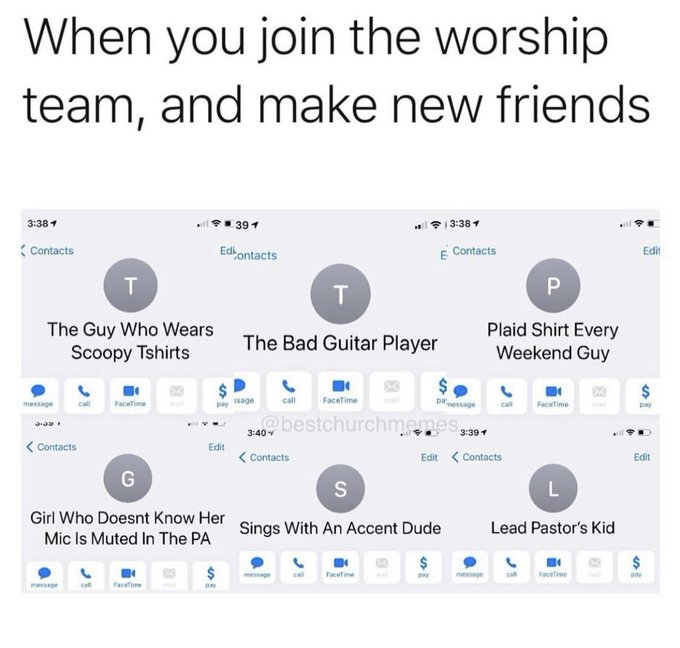 When you join the worship
team, and make new friends
3:38
39
3:38
Contacts
Edi
ontacts
E
Contacts
Edit
T
T
P
The Guy Who Wears
Scoopy Tshirts
The Bad Guitar Player
Plaid Shirt Every
Weekend Guy
message call FaceTime mail $ pay
ssage call FaceTime mail $ pay
message call FaceTime mail $ pay
@bestchurchmemes
3:40
3:39
Contacts
Edit
Contacts
Edit
Contacts
Edit
G
S
L
Girl Who Doesnt Know Her
Mic Is Muted In The PA
Sings With An Accent Dude
Lead Pastor's Kid
message call FaceTime mail $ pay
message call FaceTime mail $ pay
message call FaceTime mail $ pay